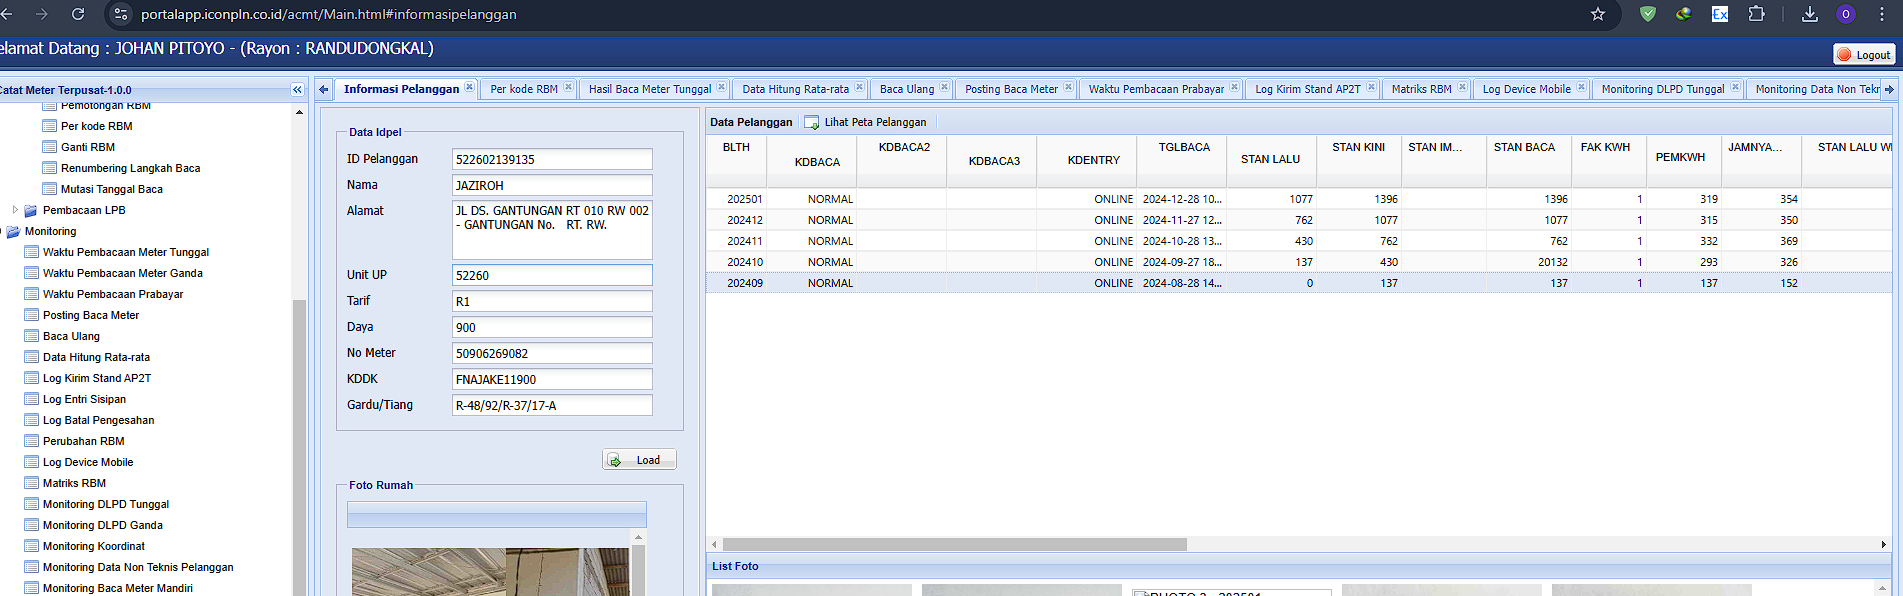 portalapp.iconpln.co.id/acmt/Main.html#informasipelanggan
elamat Datang : JOHAN PITOYO - (Rayon : RANDUDONGKAL)
Logout
Catat Meter Terpusat-1.0.0
Pemotongan RBM
Per kode RBM
Ganti RBM
Renumbering Langkah Baca
Mutasi Tanggal Baca
Pembacaan LPB
Monitoring
Waktu Pembacaan Meter Tunggal
Waktu Pembacaan Meter Ganda
Waktu Pembacaan Prabayar
Posting Baca Meter
Baca Ulang
Data Hitung Rata-rata
Log Kirim Stand AP2T
Log Entri Sisipan
Log Batal Pengesahan
Perubahan RBM
Log Device Mobile
Matriks RBM
Monitoring DLPD Tunggal
Monitoring DLPD Ganda
Monitoring Koordinat
Monitoring Data Non Teknis Pelanggan
Monitoring Baca Meter Mandiri
Informasi Pelanggan Per kode RBM Hasil Baca Meter Tunggal Data Hitung Rata-rata Baca Ulang Posting Baca Meter Waktu Pembacaan Prabayar Log Kirim Stand AP2T Matriks RBM Log Device Mobile Monitoring DLPD Tunggal Monitoring Data Non Tekr
Data Idpel
ID Pelanggan 522602139135
Nama JAZIROH
Alamat JL DS. GANTUNGAN RT 010 RW 002
- GANTUNGAN No. RT. RW.
Unit UP 52260
Tarif R1
Daya 900
No Meter 50906269082
KDDK FNAJAKE11900
Gardu/Tiang R-48/92/R-37/17-A
Load
Foto Rumah
Data Pelanggan Lihat Peta Pelanggan
BLTH KDBACA KDBACA2 KDBACA3 KDENTRY TGLBACA STAN LALU STAN KINI STAN IM... STAN BACA FAK KWH PEMKWH JAMNYA... STAN LALU W
202501 NORMAL ONLINE 2024-12-28 10... 1077 1396 1396 1 319 354
202412 NORMAL ONLINE 2024-11-27 12... 762 1077 1077 1 315 350
202411 NORMAL ONLINE 2024-10-28 13... 430 762 762 1 332 369
202410 NORMAL ONLINE 2024-09-27 18... 137 430 20132 1 293 326
202409 NORMAL ONLINE 2024-08-28 14... 0 137 137 1 137 152
List Foto
PHOTO 2 - 202501